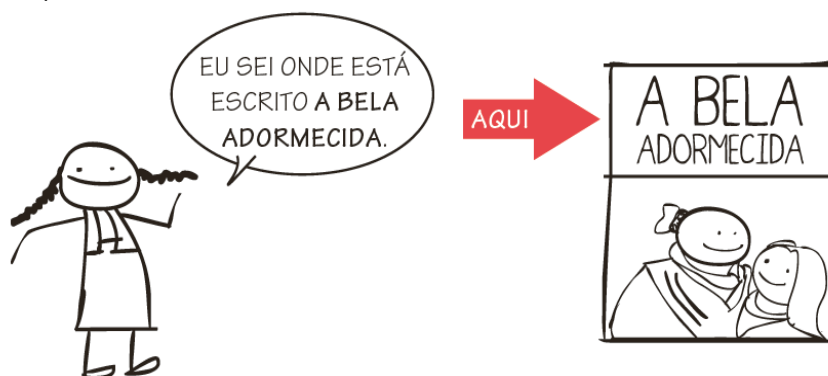 EU SEI ONDE ESTÁ
ESCRITO A BELA
ADORMECIDA.
AQUI
A BELA
ADORMECIDA